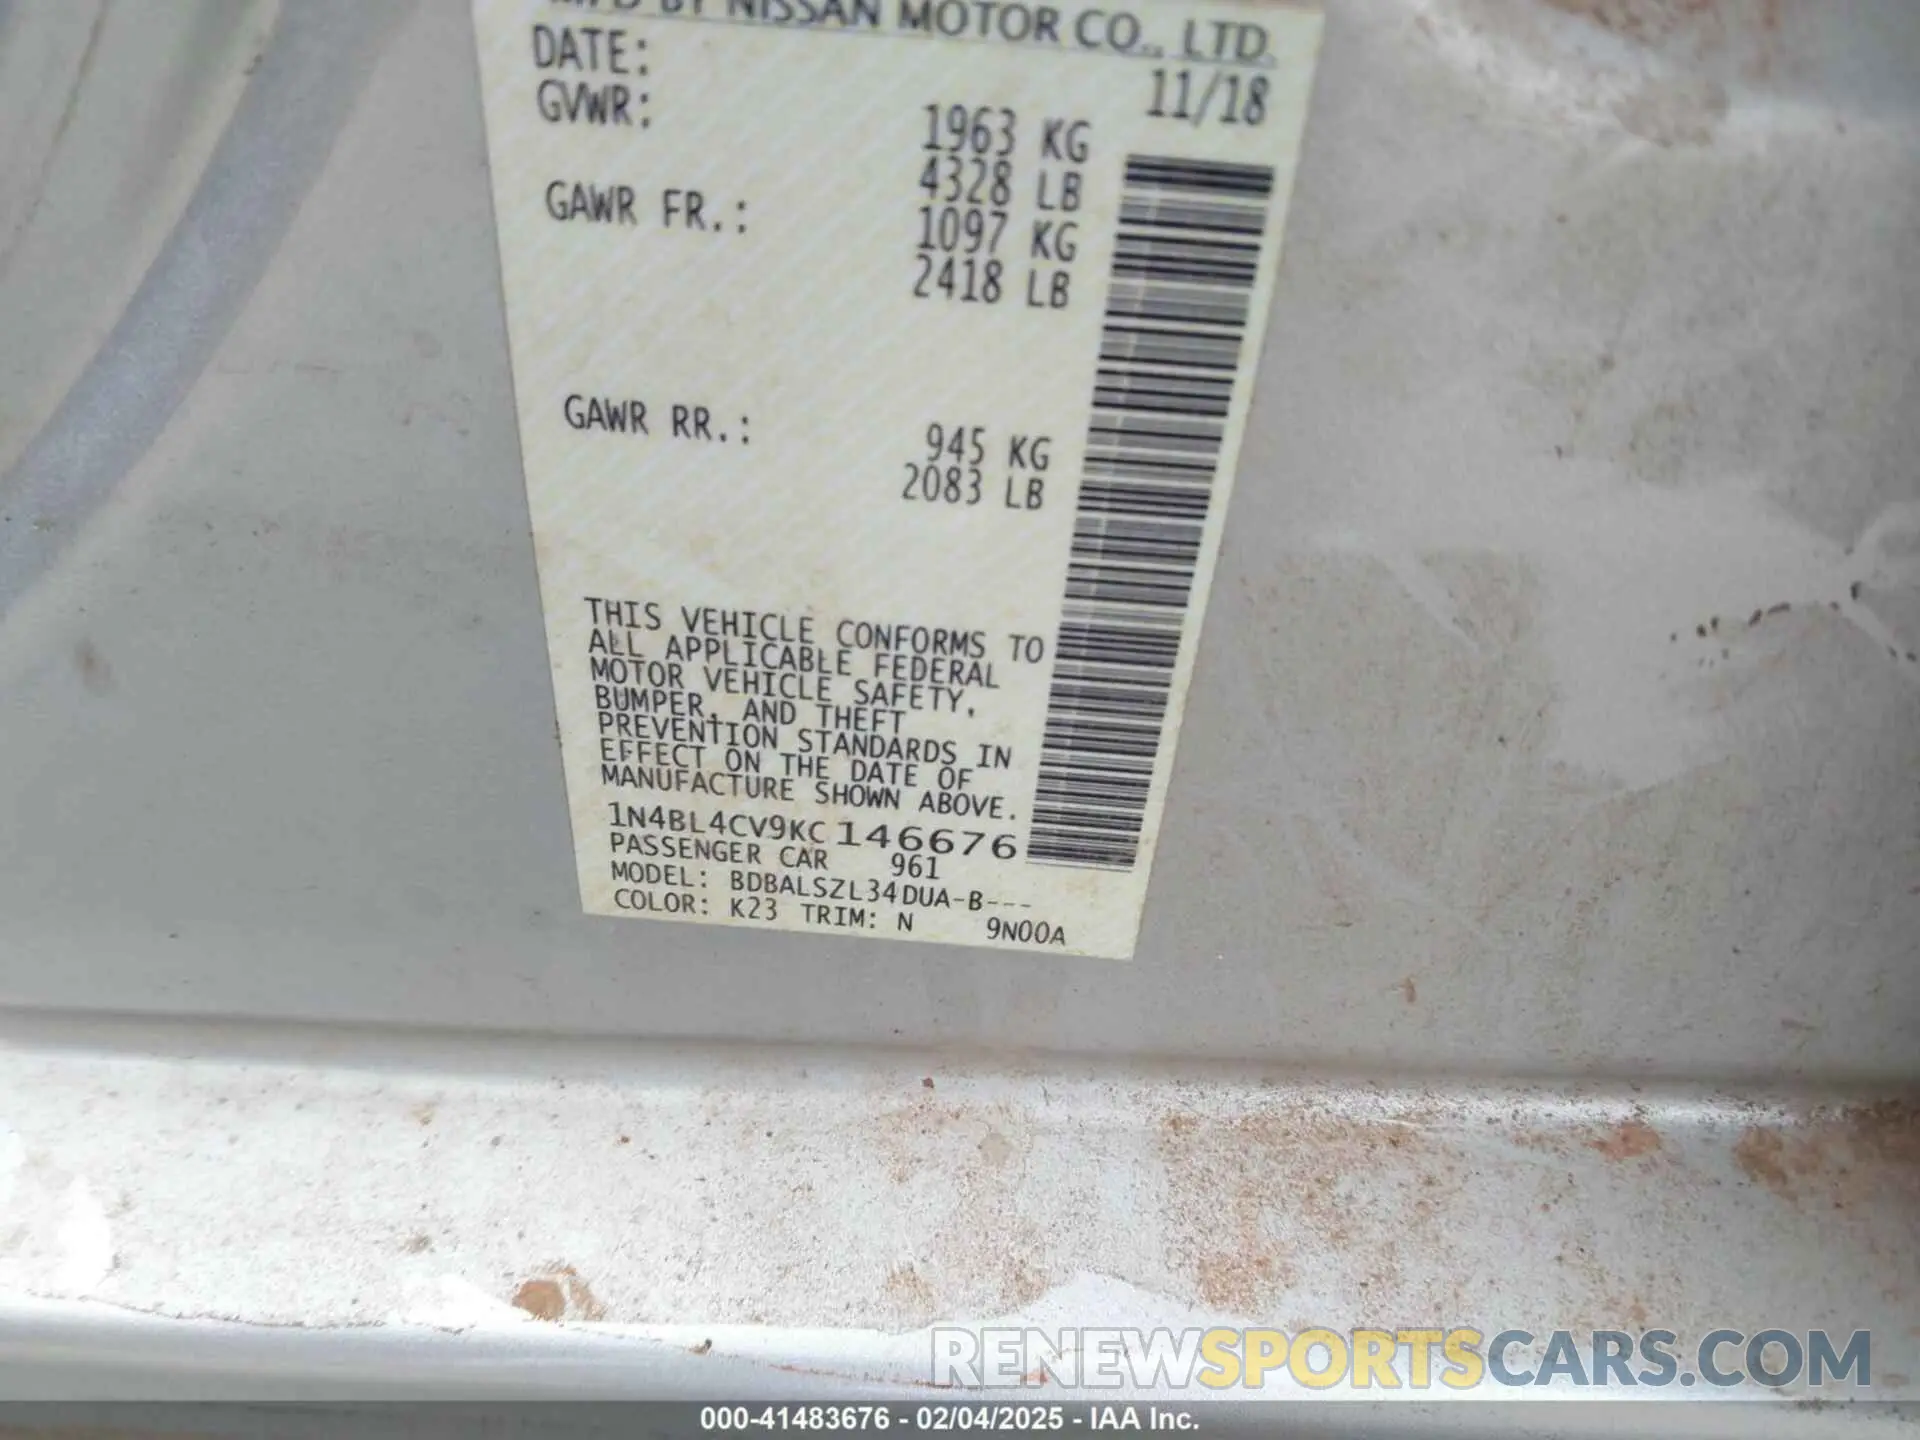 MFD BY NISSAN MOTOR CO., LTD.
DATE: 11/18
GVWR: 1963 KG
4328 LB
GAWR FR.: 1097 KG
2418 LB
GAWR RR.: 945 KG
2083 LB
THIS VEHICLE CONFORMS TO
ALL APPLICABLE FEDERAL
MOTOR VEHICLE SAFETY,
BUMPER, AND THEFT
PREVENTION STANDARDS IN
EFFECT ON THE DATE OF
MANUFACTURE SHOWN ABOVE.
1N4BL4CV9KC146676
PASSENGER CAR 961
MODEL: BDBALSZL34DUA-B---
COLOR: K23 TRIM: N 9N00A
RENEWSPORTSCARS.COM
000-41483676 - 02/04/2025 - IAA Inc.